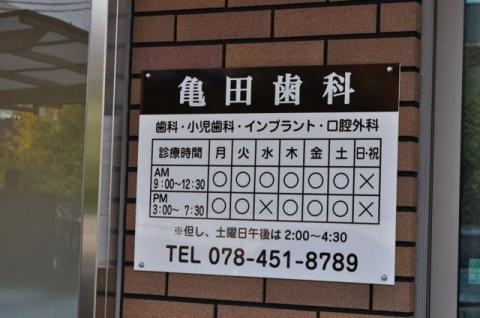 亀田歯科
歯科・小児歯科・インプラント・口腔外科
診療時間 月 火 水 木 金 土 日・祝
AM 9:00〜12:30 ○ ○ ○ ○ ○ ○ ×
PM 3:00〜 7:30 ○ ○ × ○ ○ ○ ×
※但し、土曜日午後は2:00〜4:30
TEL 078-451-8789